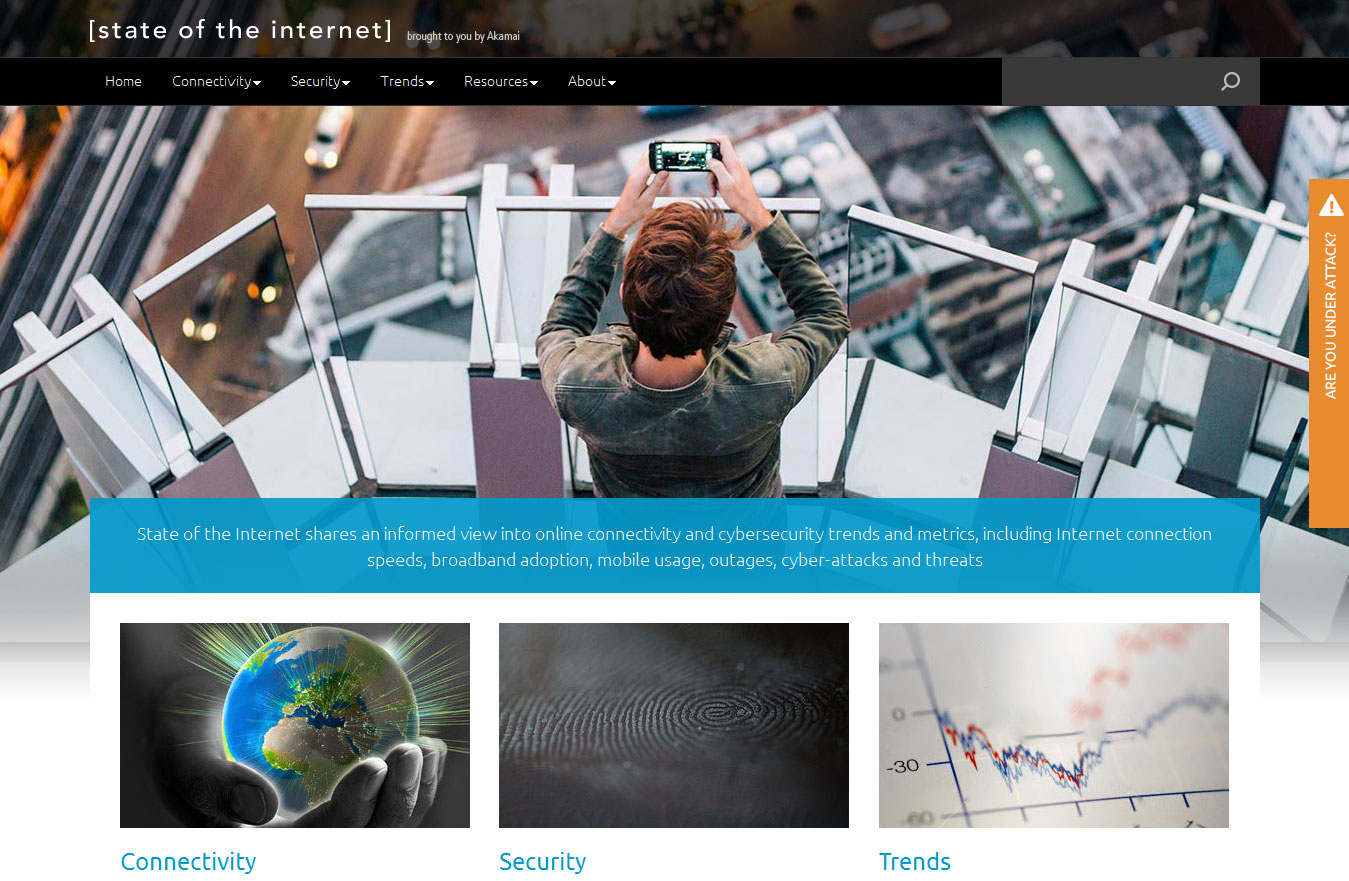 [state of the internet] brought to you by Akamai
Home Connectivity Security Trends Resources About
ARE YOU UNDER ATTACK?
State of the Internet shares an informed view into online connectivity and cybersecurity trends and metrics, including Internet connection
speeds, broadband adoption, mobile usage, outages, cyber-attacks and threats
0
-30
-60
Connectivity Security Trends